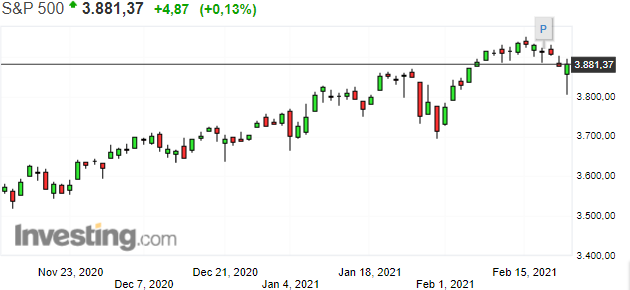 S&P 500 3.881,37 +4,87 (+0,13%)
P
3.881,37
3.800,00
3.700,00
3.600,00
3.500,00
3.400,00
Investing.com
Nov 23, 2020 Dec 21, 2020 Jan 18, 2021 Feb 15, 2021
Dec 7, 2020 Jan 4, 2021 Feb 1, 2021